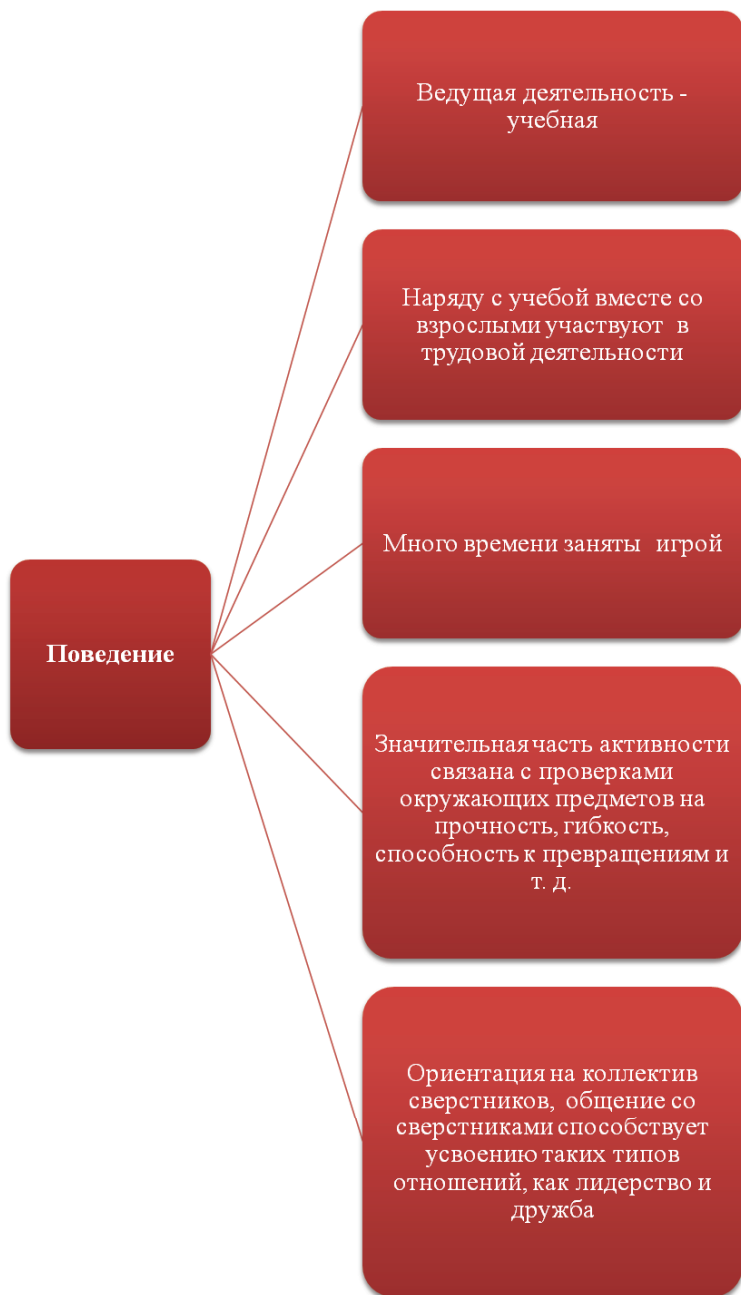 Ведущая деятельность -
учебная
Наряду с учебой вместе со
взрослыми участвуют в
трудовой деятельности
Много времени заняты игрой
Поведение
Значительная часть активности
связана с проверками
окружающих предметов на
прочность, гибкость,
способность к превращениям и
т. д.
Ориентация на коллектив
сверстников, общение со
сверстниками способствует
усвоению таких типов
отношений, как лидерство и
дружба